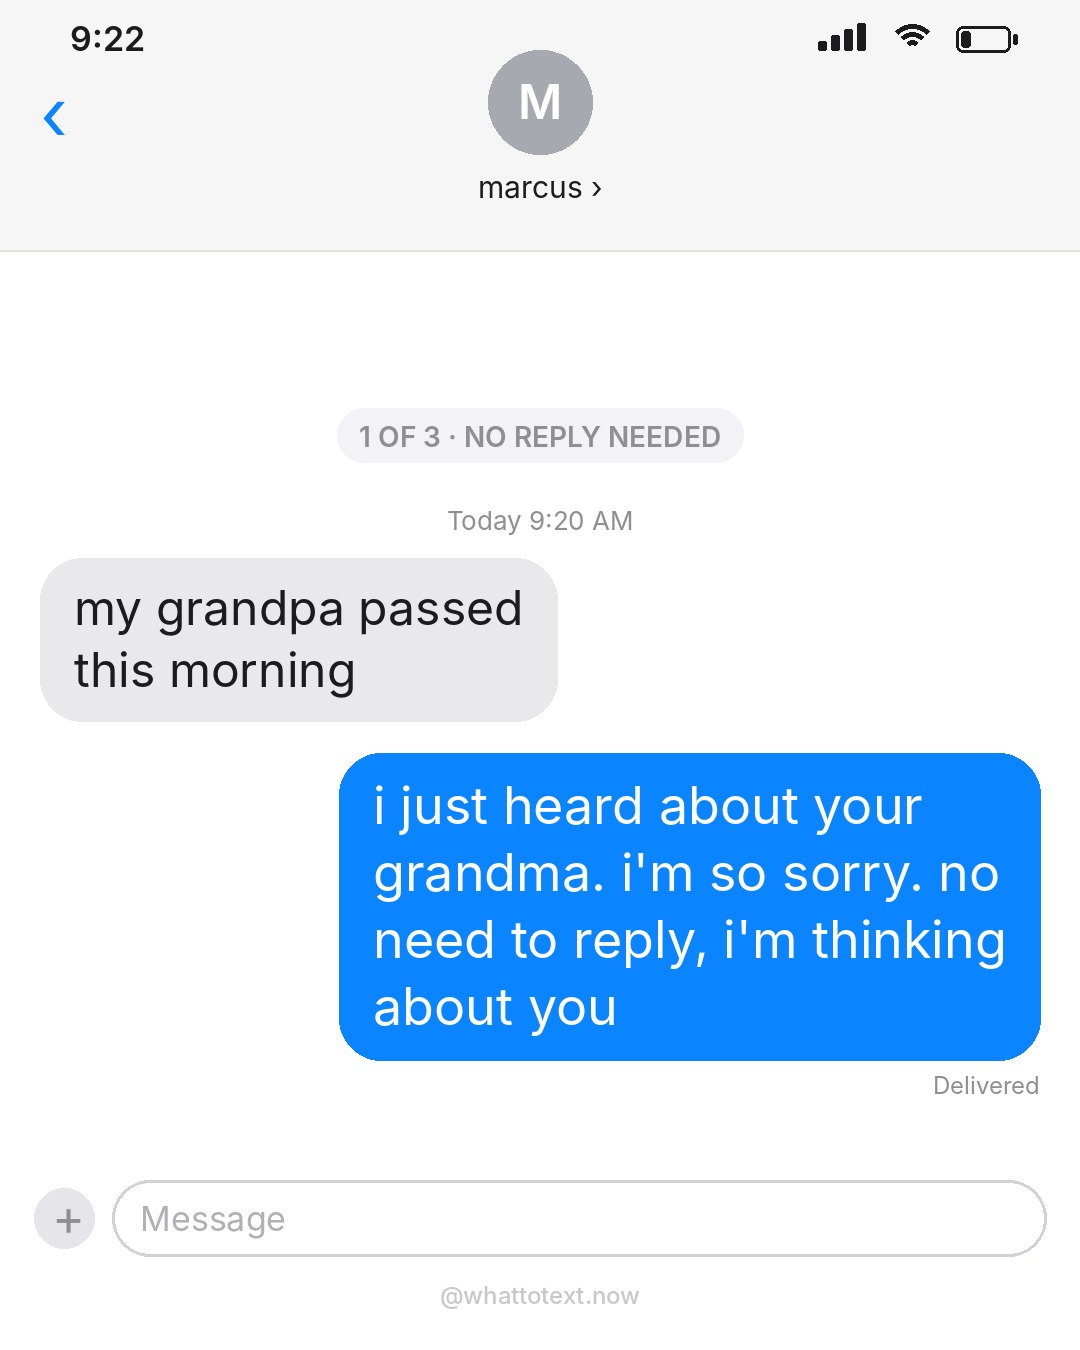 9:22
M
marcus ›
1 OF 3 · NO REPLY NEEDED
Today 9:20 AM
my grandpa passed
this morning
i just heard about your
grandma. i'm so sorry. no
need to reply, i'm thinking
about you
Delivered
+
Message
@whattotext.now